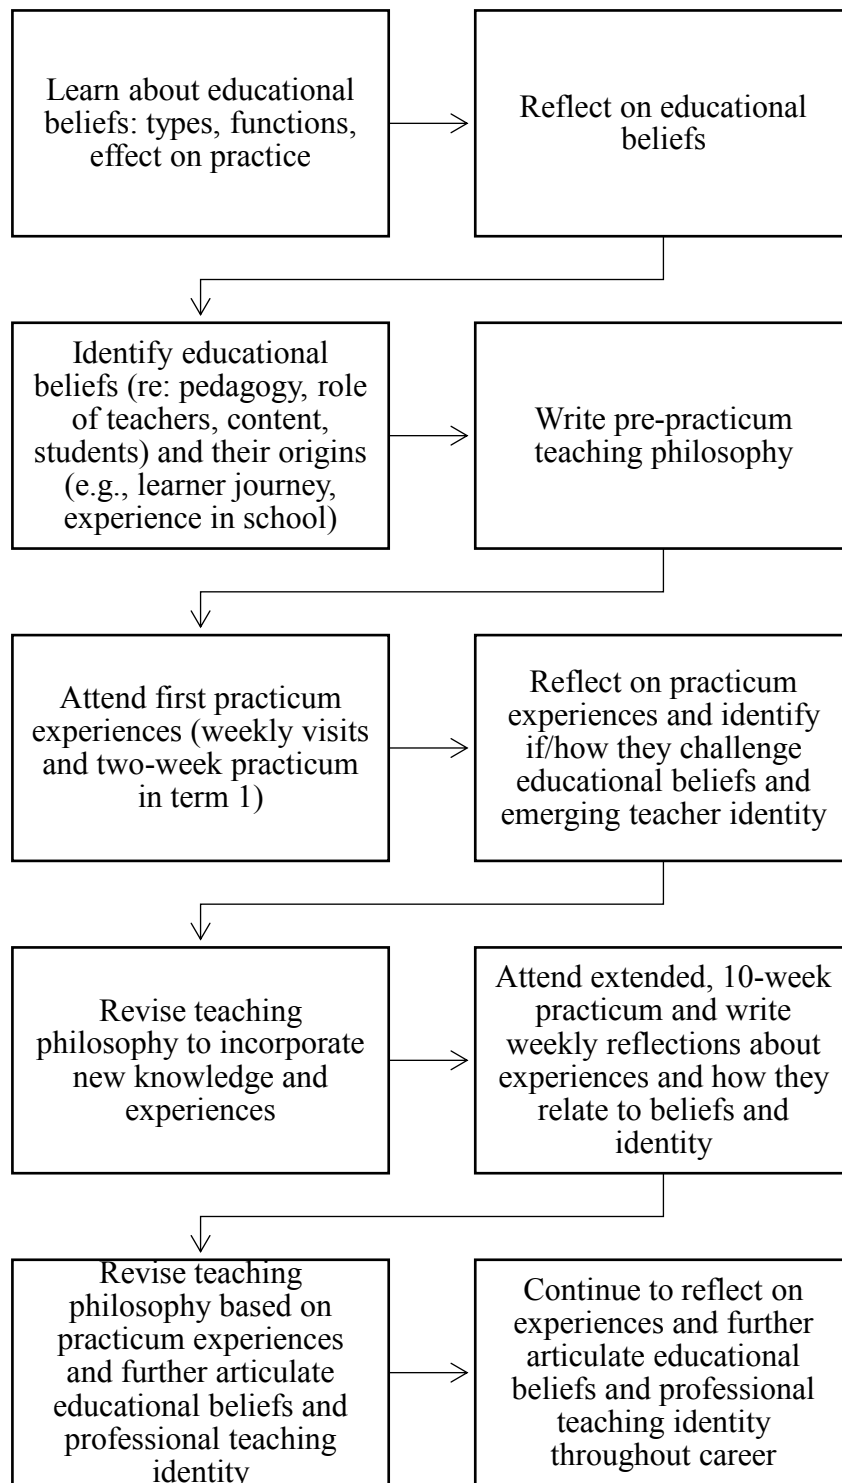 Learn about educational
beliefs: types, functions,
effect on practice
Reflect on educational
beliefs
Identify educational
beliefs (re: pedagogy, role
of teachers, content,
students) and their origins
(e.g., learner journey,
experience in school)
Write pre-practicum
teaching philosophy
Attend first practicum
experiences (weekly visits
and two-week practicum
in term 1)
Reflect on practicum
experiences and identify
if/how they challenge
educational beliefs and
emerging teacher identity
Revise teaching
philosophy to incorporate
new knowledge and
experiences
Attend extended, 10-week
practicum and write
weekly reflections about
experiences and how they
relate to beliefs and
identity
Revise teaching
philosophy based on
practicum experiences
and further articulate
educational beliefs and
professional teaching
identity
Continue to reflect on
experiences and further
articulate educational
beliefs and professional
teaching identity
throughout career